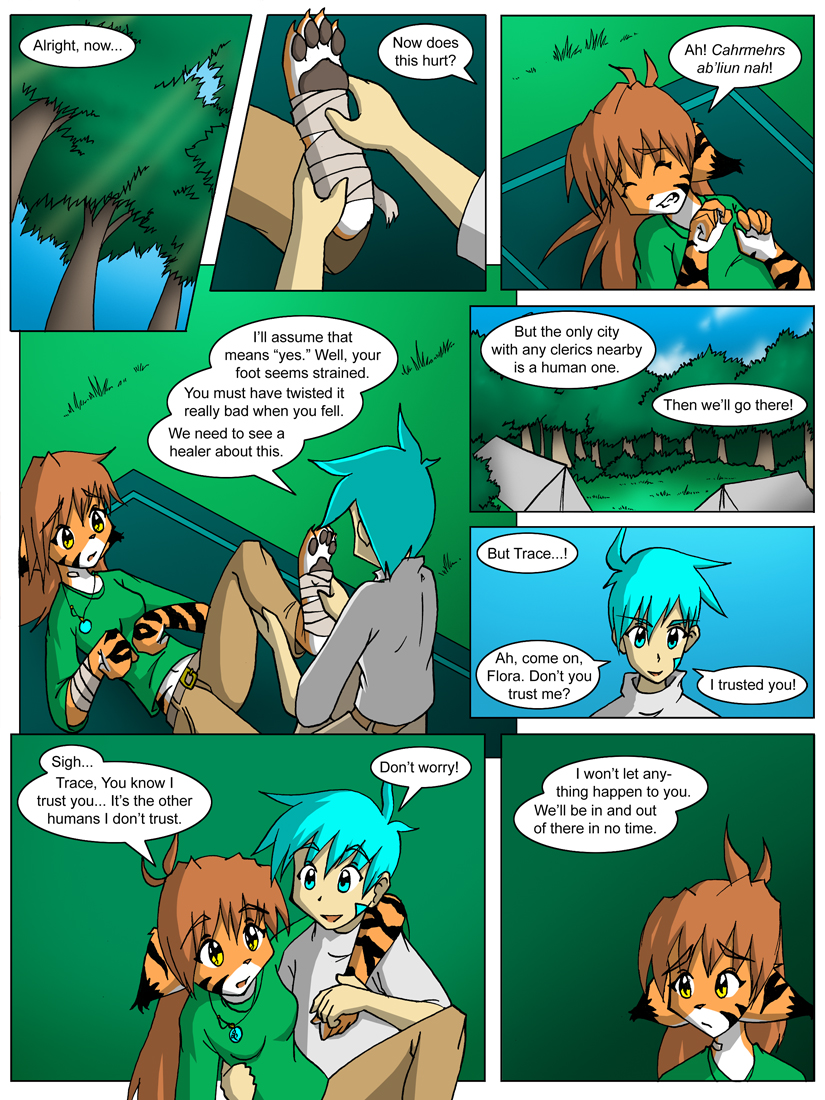 Alright, now...
Now does
this hurt?
Ah! Cahrmehrs
ab'liun nah!
I'll assume that
means “yes.” Well, your
foot seems strained.
You must have twisted it
really bad when you fell.
We need to see a
healer about this.
But the only city
with any clerics nearby
is a human one.
Then we'll go there!
But Trace...!
Ah, come on,
Flora. Don't you
trust me?
I trusted you!
Sigh...
Trace, You know I
trust you... It's the other
humans I don't trust.
Don't worry!
I won't let any-
thing happen to you.
We'll be in and out
of there in no time.